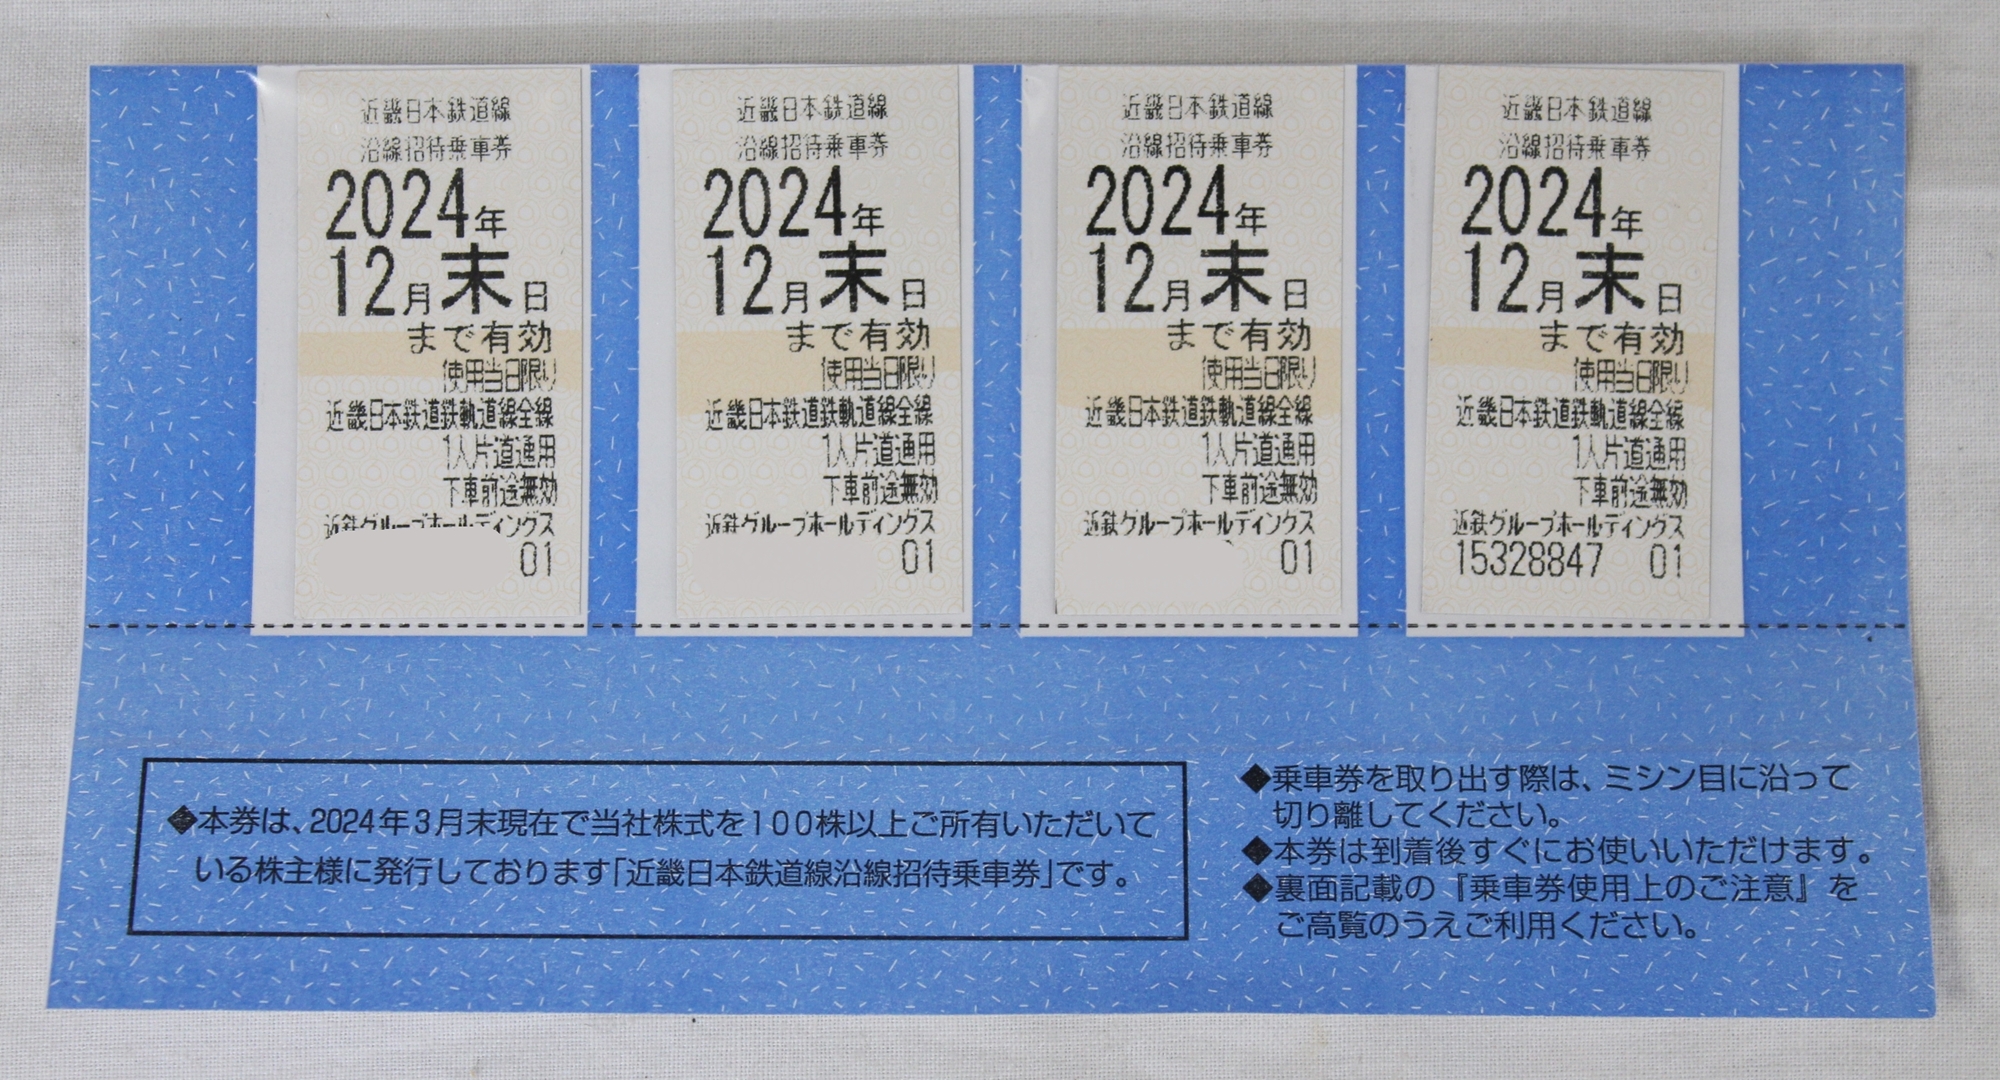 近畿日本鉄道線
沿線招待乗車券
2024年
12月末日
まで有効
使用当日限り
近畿日本鉄道鉄軌道線全線
1人片道通用
下車前途無効
近鉄グループホールディングス
01
近畿日本鉄道線
沿線招待乗車券
2024年
12月末日
まで有効
使用当日限り
近畿日本鉄道鉄軌道線全線
1人片道通用
下車前途無効
近鉄グループホールディングス
01
近畿日本鉄道線
沿線招待乗車券
2024年
12月末日
まで有効
使用当日限り
近畿日本鉄道鉄軌道線全線
1人片道通用
下車前途無効
近鉄グループホールディングス
01
近畿日本鉄道線
沿線招待乗車券
2024年
12月末日
まで有効
使用当日限り
近畿日本鉄道鉄軌道線全線
1人片道通用
下車前途無効
近鉄グループホールディングス
15328847 01
◆本券は、2024年3月末現在で当社株式を100株以上ご所有いただいて
いる株主様に発行しております「近畿日本鉄道線沿線招待乗車券」です。
◆乗車券を取り出す際は、ミシン目に沿って
切り離してください。
◆本券は到着後すぐにお使いいただけます。
◆裏面記載の『乗車券使用上のご注意』を
ご高覧のうえご利用ください。